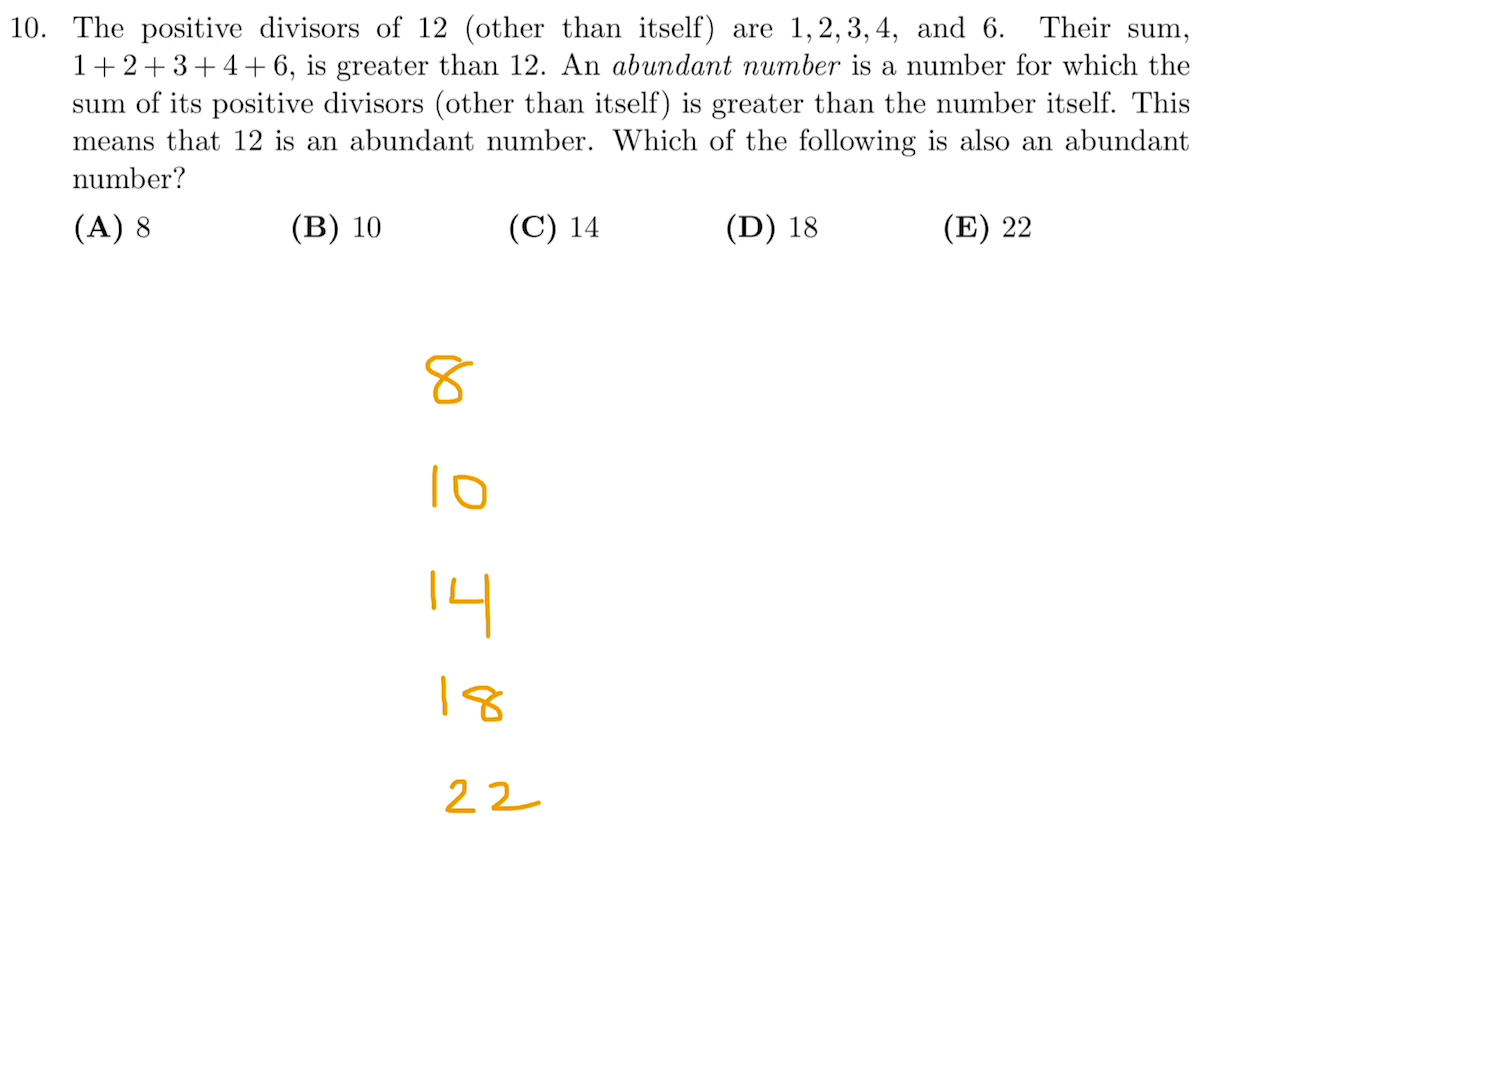 10. The positive divisors of 12 (other than itself) are 1, 2, 3, 4, and 6. Their sum,
1 + 2 + 3 + 4 + 6, is greater than 12. An abundant number is a number for which the
sum of its positive divisors (other than itself) is greater than the number itself. This
means that 12 is an abundant number. Which of the following is also an abundant
number?
(A) 8 (B) 10 (C) 14 (D) 18 (E) 22
8
10
14
18
22